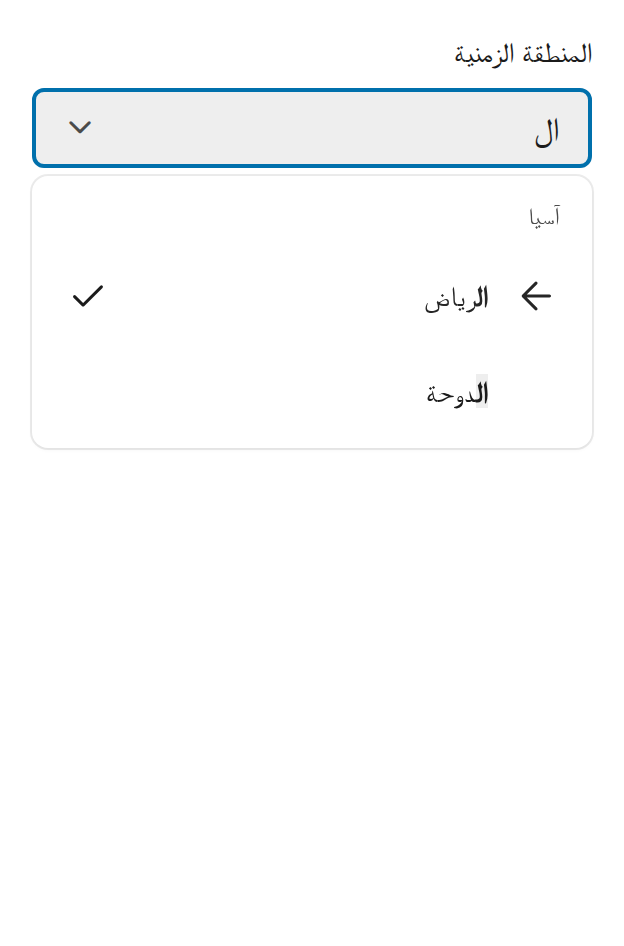 المنطقة الزمنية
ال
آسيا
الرياض
الدوحة